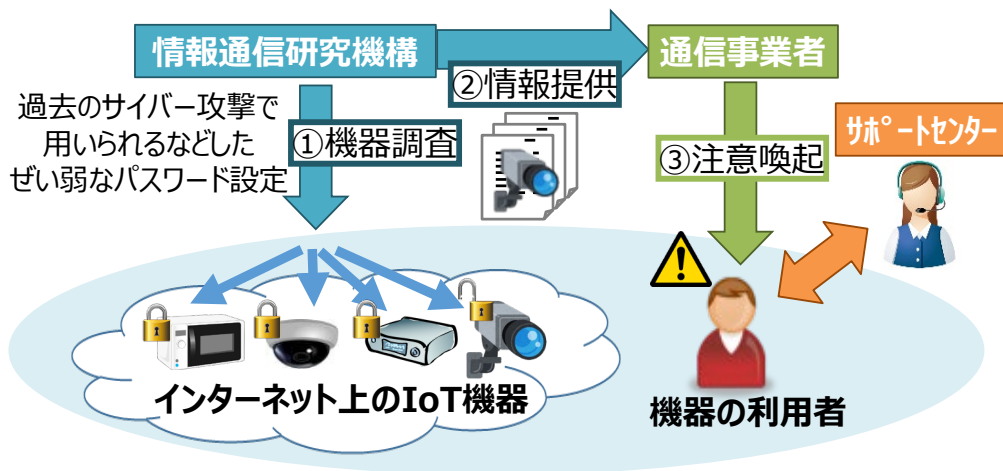 情報通信研究機構
通信事業者
②情報提供
過去のサイバー攻撃で
用いられるなどした
ぜい弱なパスワード設定
①機器調査
③注意喚起
ｻﾎﾟｰﾄｾﾝﾀｰ
インターネット上のIoT機器
機器の利用者